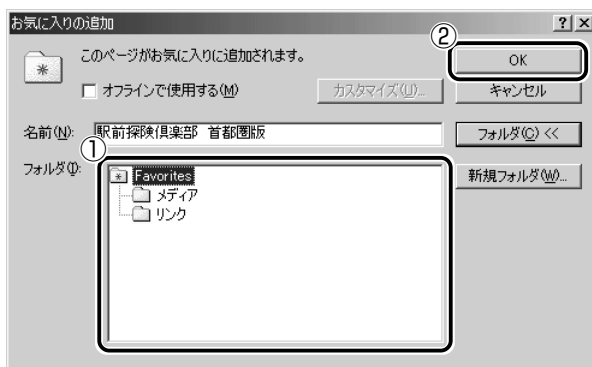 お気に入りの追加
②
このページがお気に入りに追加されます。
OK
オフラインで使用する(M)
カスタマイズ(U)...
キャンセル
名前(N):
駅前探険倶楽部 首都圏版
フォルダ(C) <<
①
フォルダ(I):
Favorites
新規フォルダ(W)...
メディア
リンク